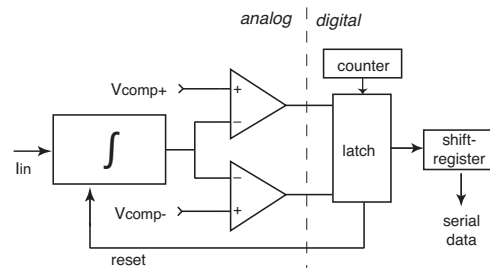 analog digital
counter
Vcomp+
+
−
∫
latch
shift-
register
Iin
−
+
Vcomp-
serial
data
reset